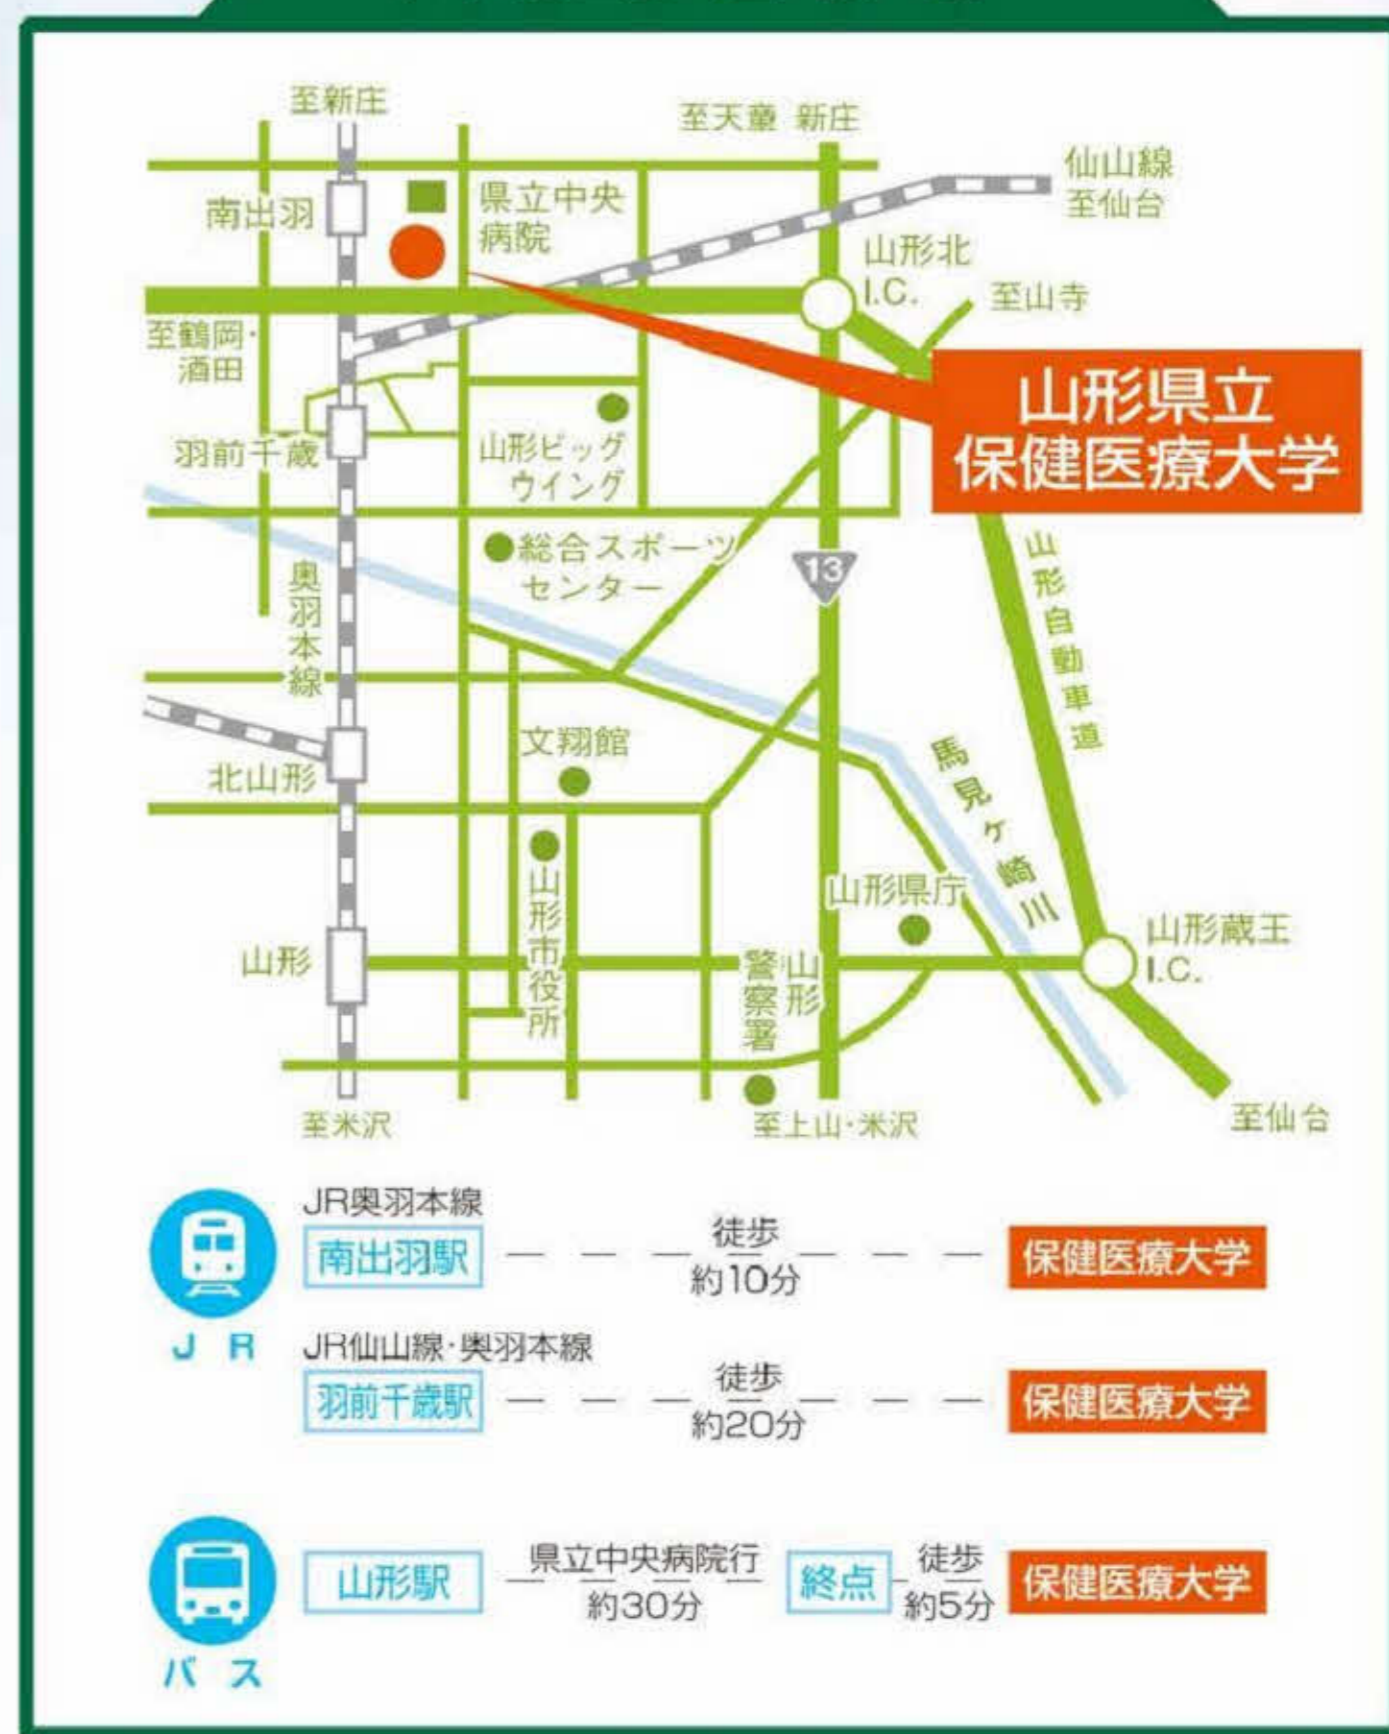 至新庄
至天童 新庄
仙山線
至仙台
南出羽
県立中央
病院
山形北
I.C.
至山寺
至鶴岡・
酒田
山形県立
保健医療大学
羽前千歳
山形ビッグ
ウイング
総合スポーツ
センター
13
山形自動車道
奥羽本線
文翔館
北山形
馬見ヶ崎川
山形市役所
山形県庁
山形蔵王
I.C.
山形
山形
警察署
至米沢
至上山・米沢
至仙台
JR奥羽本線
南出羽駅
徒歩
約10分
保健医療大学
JR
JR仙山線・奥羽本線
羽前千歳駅
徒歩
約20分
保健医療大学
山形駅
県立中央病院行
約30分
終点
徒歩
約5分
保健医療大学
バス